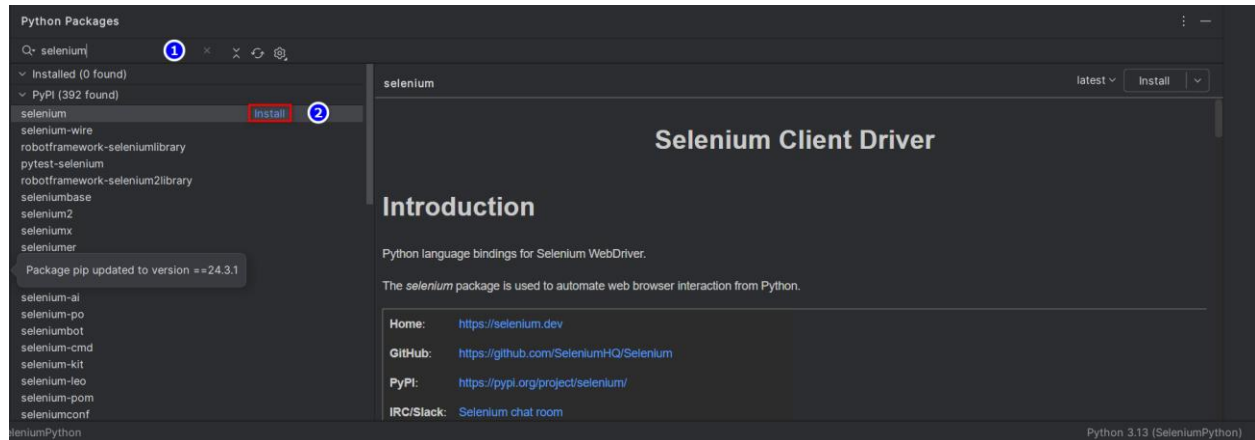 Python Packages
selenium
1
Installed (0 found)
PyPI (392 found)
selenium Install 2
selenium-wire
robotframework-seleniumlibrary
pytest-selenium
robotframework-selenium2library
seleniumbase
selenium2
seleniumx
seleniumer
Package pip updated to version ==24.3.1
selenium-ai
selenium-po
seleniumbot
selenium-cmd
selenium-kit
selenium-leo
selenium-pom
seleniumconf
selenium latest Install
Selenium Client Driver
Introduction
Python language bindings for Selenium WebDriver.
The selenium package is used to automate web browser interaction from Python.
Home: https://selenium.dev
GitHub: https://github.com/SeleniumHQ/Selenium
PyPI: https://pypi.org/project/selenium/
IRC/Slack: Selenium chat room
leniumPython Python 3.13 (SeleniumPython)